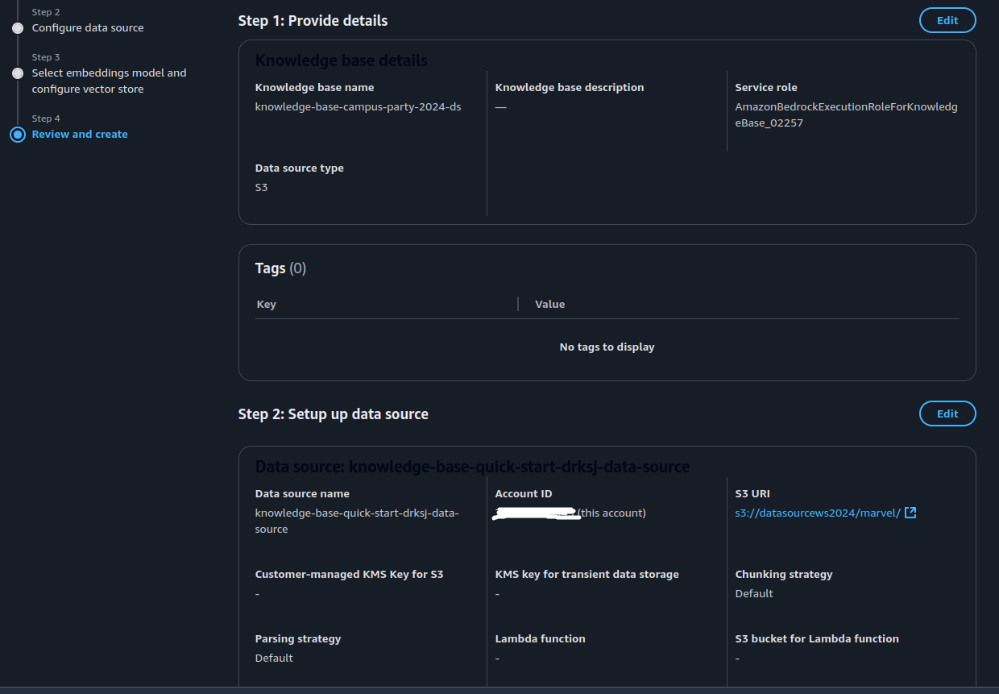 Step 2
Configure data source
Step 3
Select embeddings model and
configure vector store
Step 4
Review and create
Step 1: Provide details
Edit
Knowledge base details
Knowledge base name
knowledge-base-campus-party-2024-ds
Knowledge base description
—
Service role
AmazonBedrockExecutionRoleForKnowledg
eBase_02257
Data source type
S3
Tags (0)
Key
Value
No tags to display
Step 2: Setup up data source
Edit
Data source: knowledge-base-quick-start-drksj-data-source
Data source name
knowledge-base-quick-start-drksj-data-
source
Account ID
(this account)
S3 URI
s3://datasourcews2024/marvel/
Customer-managed KMS Key for S3
-
KMS key for transient data storage
-
Chunking strategy
Default
Parsing strategy
Default
Lambda function
-
S3 bucket for Lambda function
-